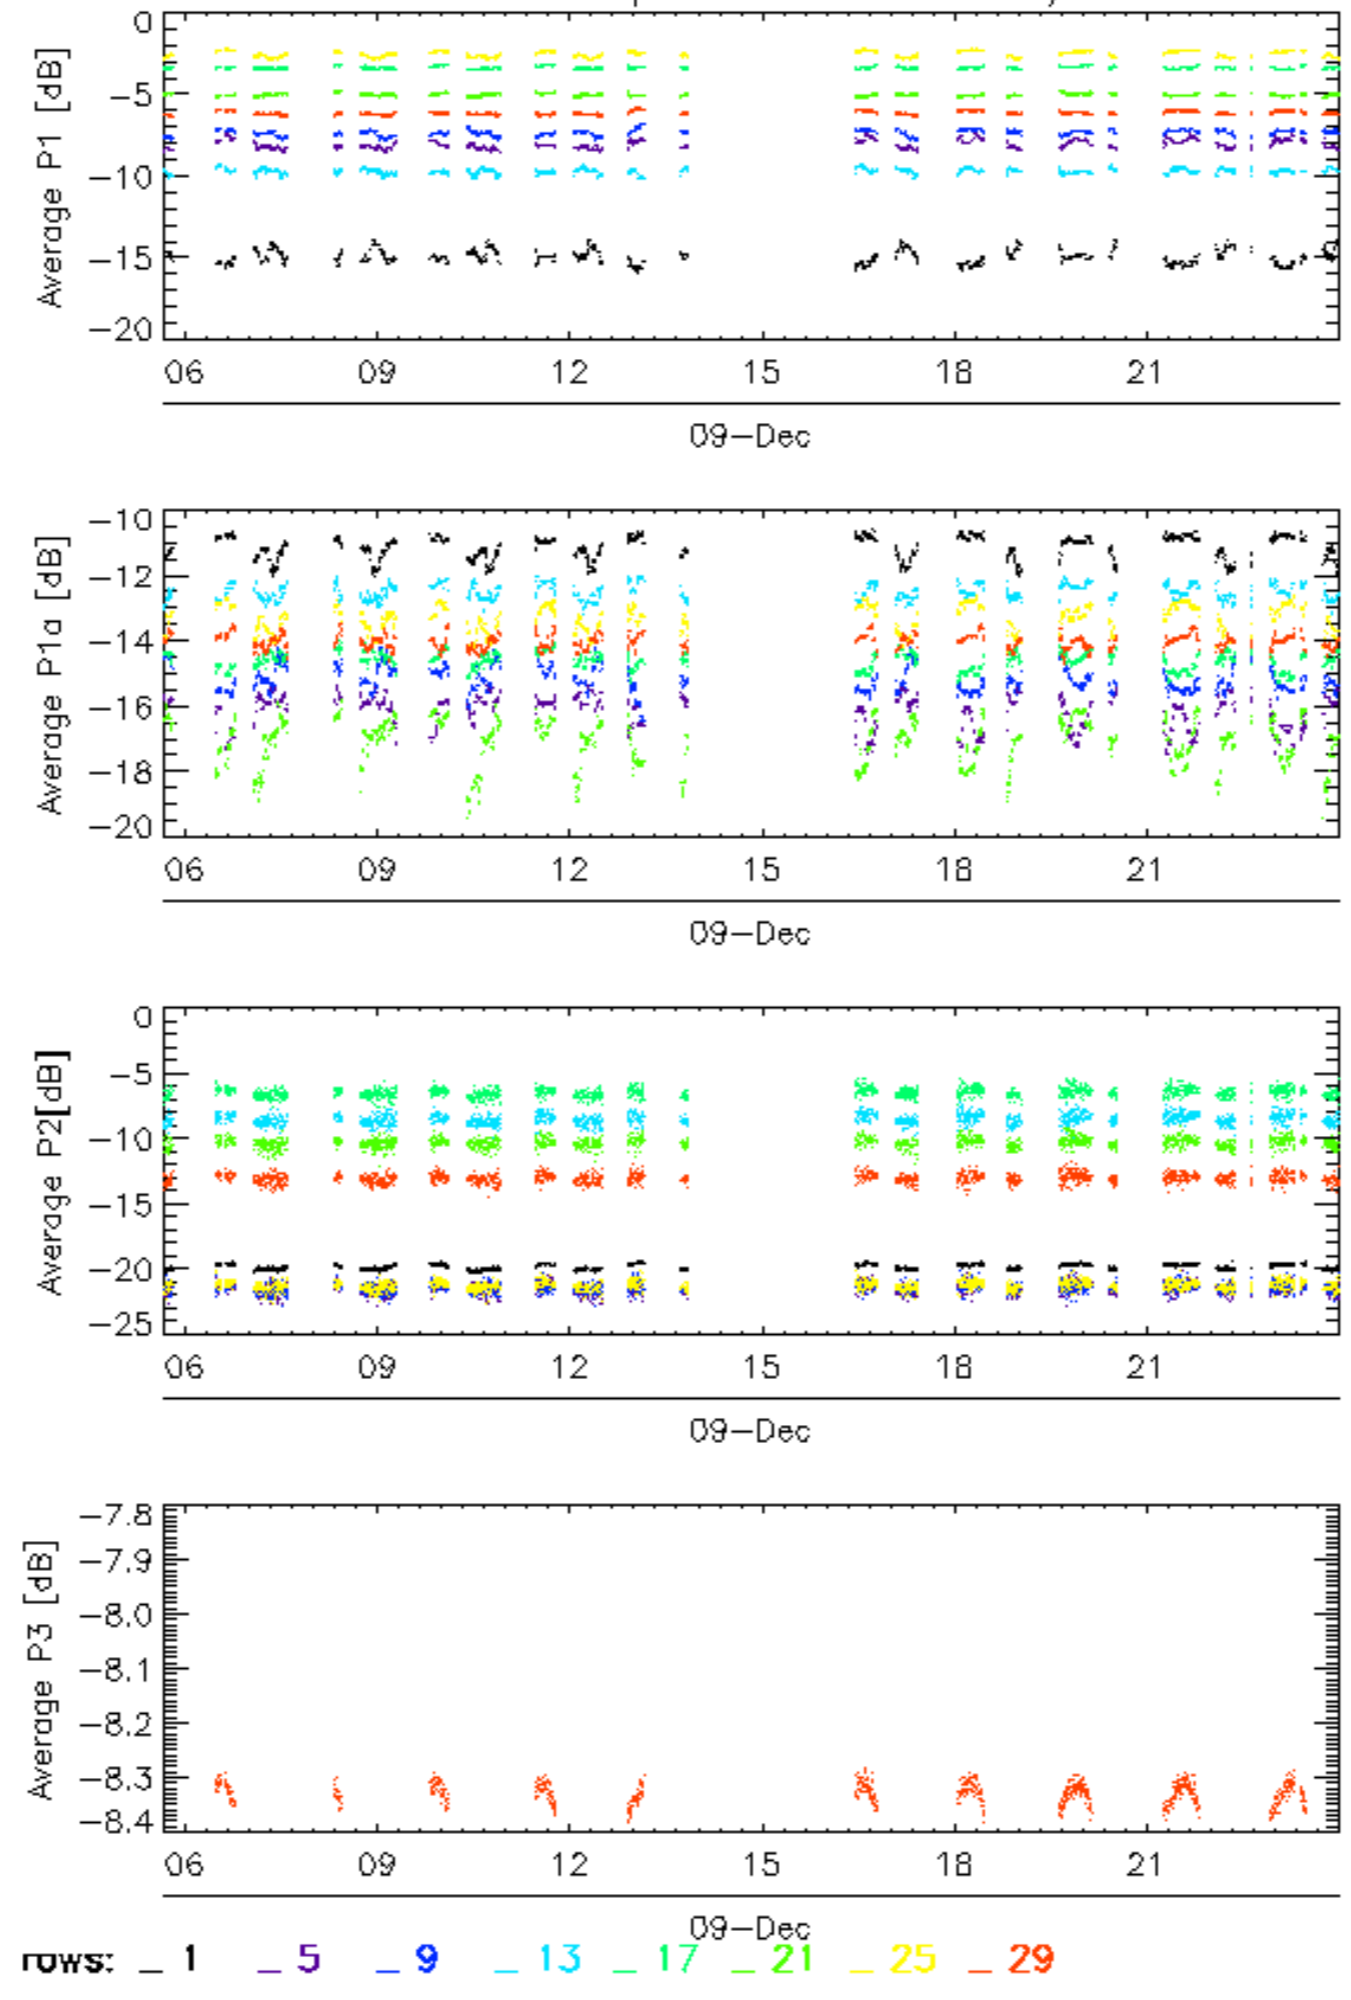 0
−5
−10
−15
−20
Average P1 [dB]
06 09 12 15 18 21
09−Dec
−10
−12
−14
−16
−18
−20
Average P1a [dB]
06 09 12 15 18 21
09−Dec
0
−5
−10
−15
−20
−25
Average P2[dB]
06 09 12 15 18 21
09−Dec
−7.8
−7.9
−8.0
−8.1
−8.2
−8.3
−8.4
Average P3 [dB]
06 09 12 15 18 21
09−Dec
rows: _ 1 _ 5 _ 9 _ 13 _ 17 _ 21 _ 25 _ 29